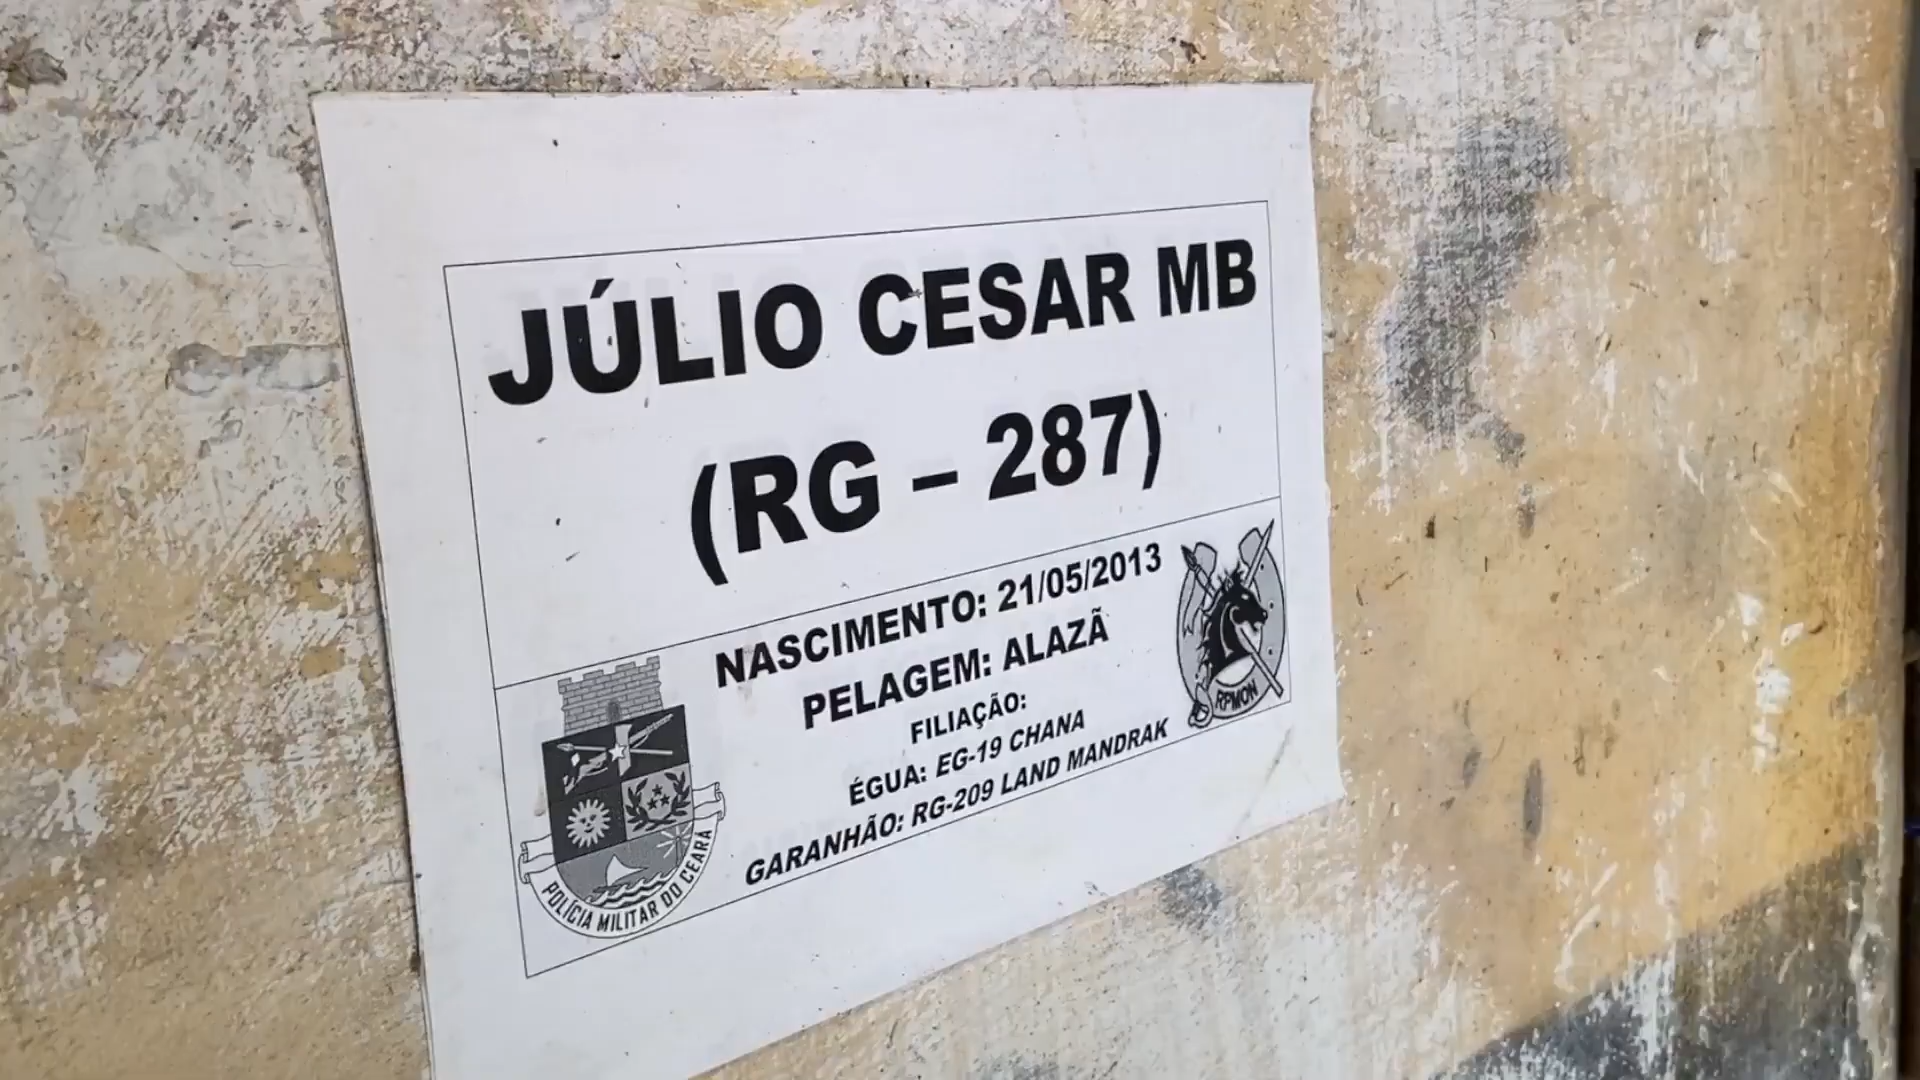 JÚLIO CESAR MB
(RG – 287)
NASCIMENTO: 21/05/2013
PELAGEM: ALAZÃ
FILIAÇÃO:
ÉGUA: EG-19 CHANA
GARANHÃO: RG-209 LAND MANDRAK
POLÍCIA MILITAR DO CEARÁ
RPMON